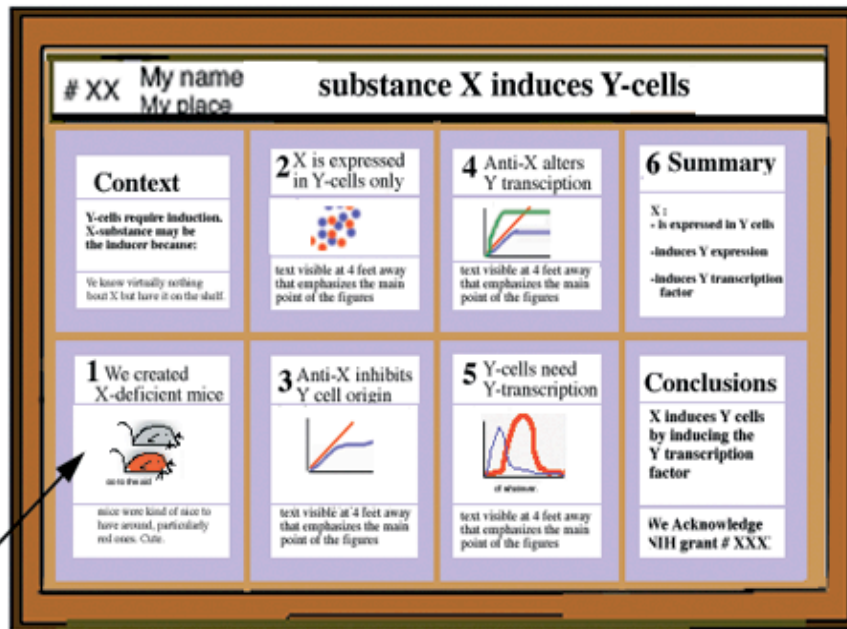 # XX My name substance X induces Y-cells
My place
Context
Y-cells require induction.
X-substance may be
the inducer because:
Ve know virtually nothing
bout X but have it on the shelf.
1 We created
X-deficient mice
mice were kind of nice to
have around, particularly
red ones. Cute.
2 X is expressed
in Y-cells only
text visible at 4 feet away
that emphasizes the main
point of the figures
3 Anti-X inhibits
Y cell origin
text visible at 4 feet away
that emphasizes the main
point of the figures
4 Anti-X alters
Y transciption
text visible at 4 feet away
that emphasizes the main
point of the figures
5 Y-cells need
Y-transcription
of whatever.
text visible at 4 feet away
that emphasizes the main
point of the figures
6 Summary
X :
- is expressed in Y cells
-induces Y expression
-induces Y transcription
factor
Conclusions
X induces Y cells
by inducing the
Y transcription
factor
We Acknowledge
NIH grant # XXX.